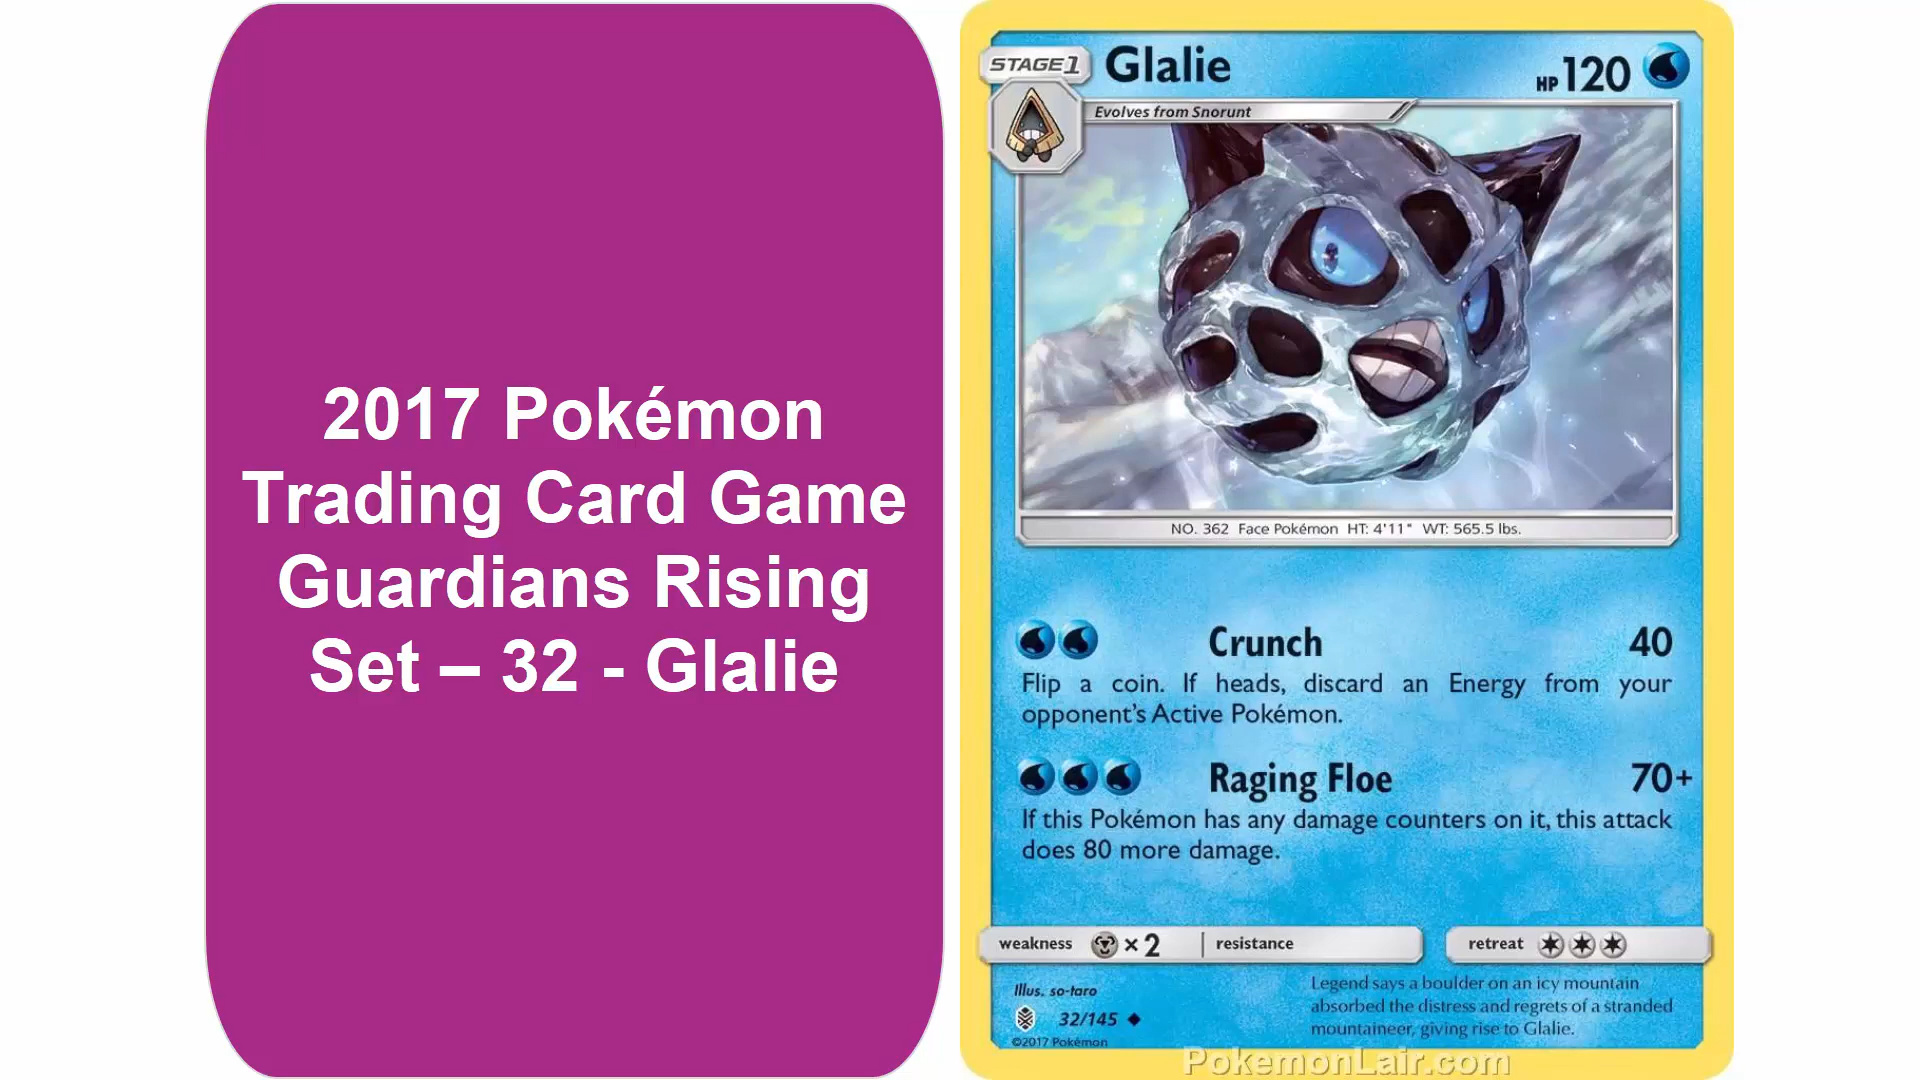 2017 Pokémon
Trading Card Game
Guardians Rising
Set – 32 - Glalie
STAGE1
Glalie
HP 120
Evolves from Snorunt
NO. 362 Face Pokémon HT: 4'11" WT: 565.5 lbs.
Crunch 40
Flip a coin. If heads, discard an Energy from your
opponent's Active Pokémon.
Raging Floe 70+
If this Pokémon has any damage counters on it, this attack
does 80 more damage.
weakness ×2 resistance retreat
Illus. so-taro
32/145
©2017 Pokémon
Legend says a boulder on an icy mountain
absorbed the distress and regrets of a stranded
mountaineer, giving rise to Glalie.
PokemonLair.com